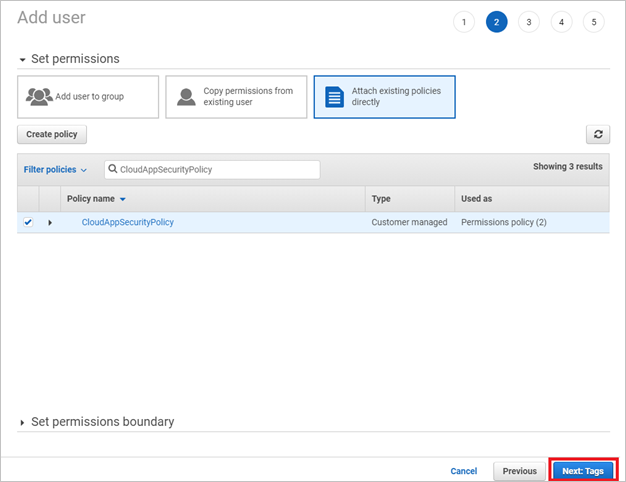 Add user
1 2 3 4 5
Set permissions
Add user to group
Copy permissions from
existing user
Attach existing policies
directly
Create policy
Filter policies
CloudAppSecurityPolicy
Showing 3 results
Policy name Type Used as
CloudAppSecurityPolicy Customer managed Permissions policy (2)
Set permissions boundary
Cancel Previous Next: Tags